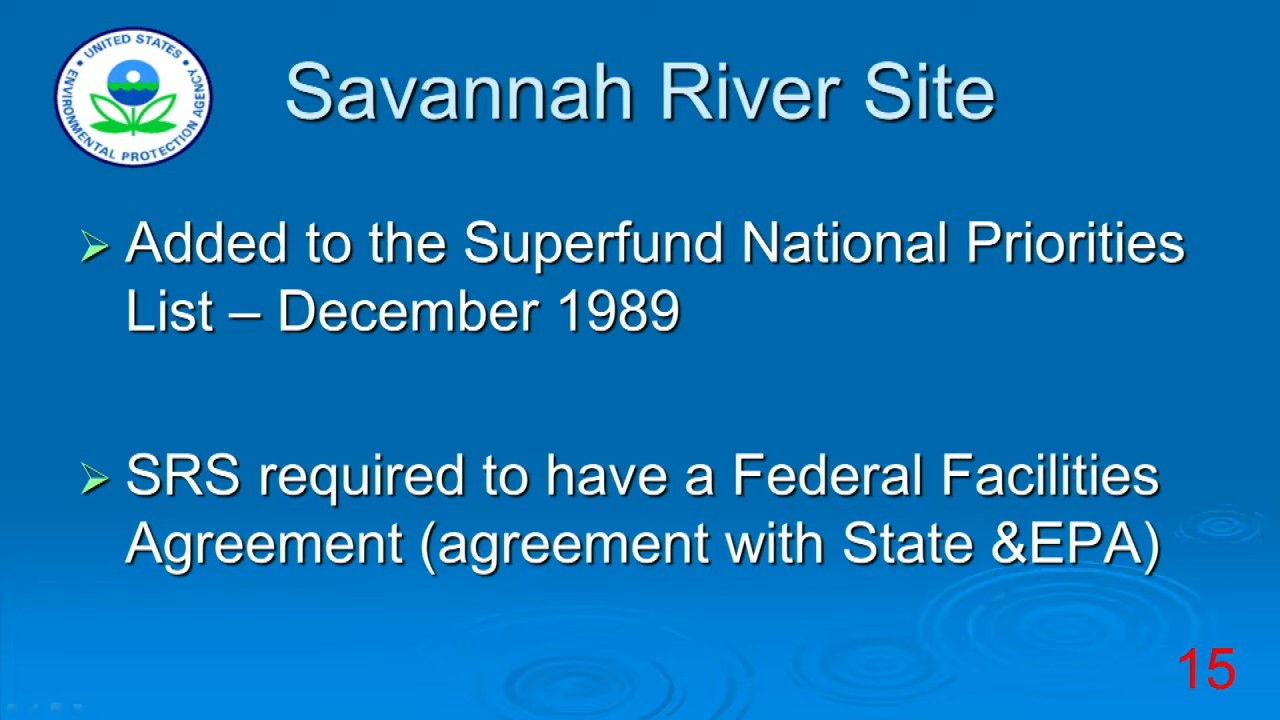 UNITED STATES
ENVIRONMENTAL PROTECTION AGENCY
Savannah River Site
Added to the Superfund National Priorities
List – December 1989
SRS required to have a Federal Facilities
Agreement (agreement with State &EPA)
15